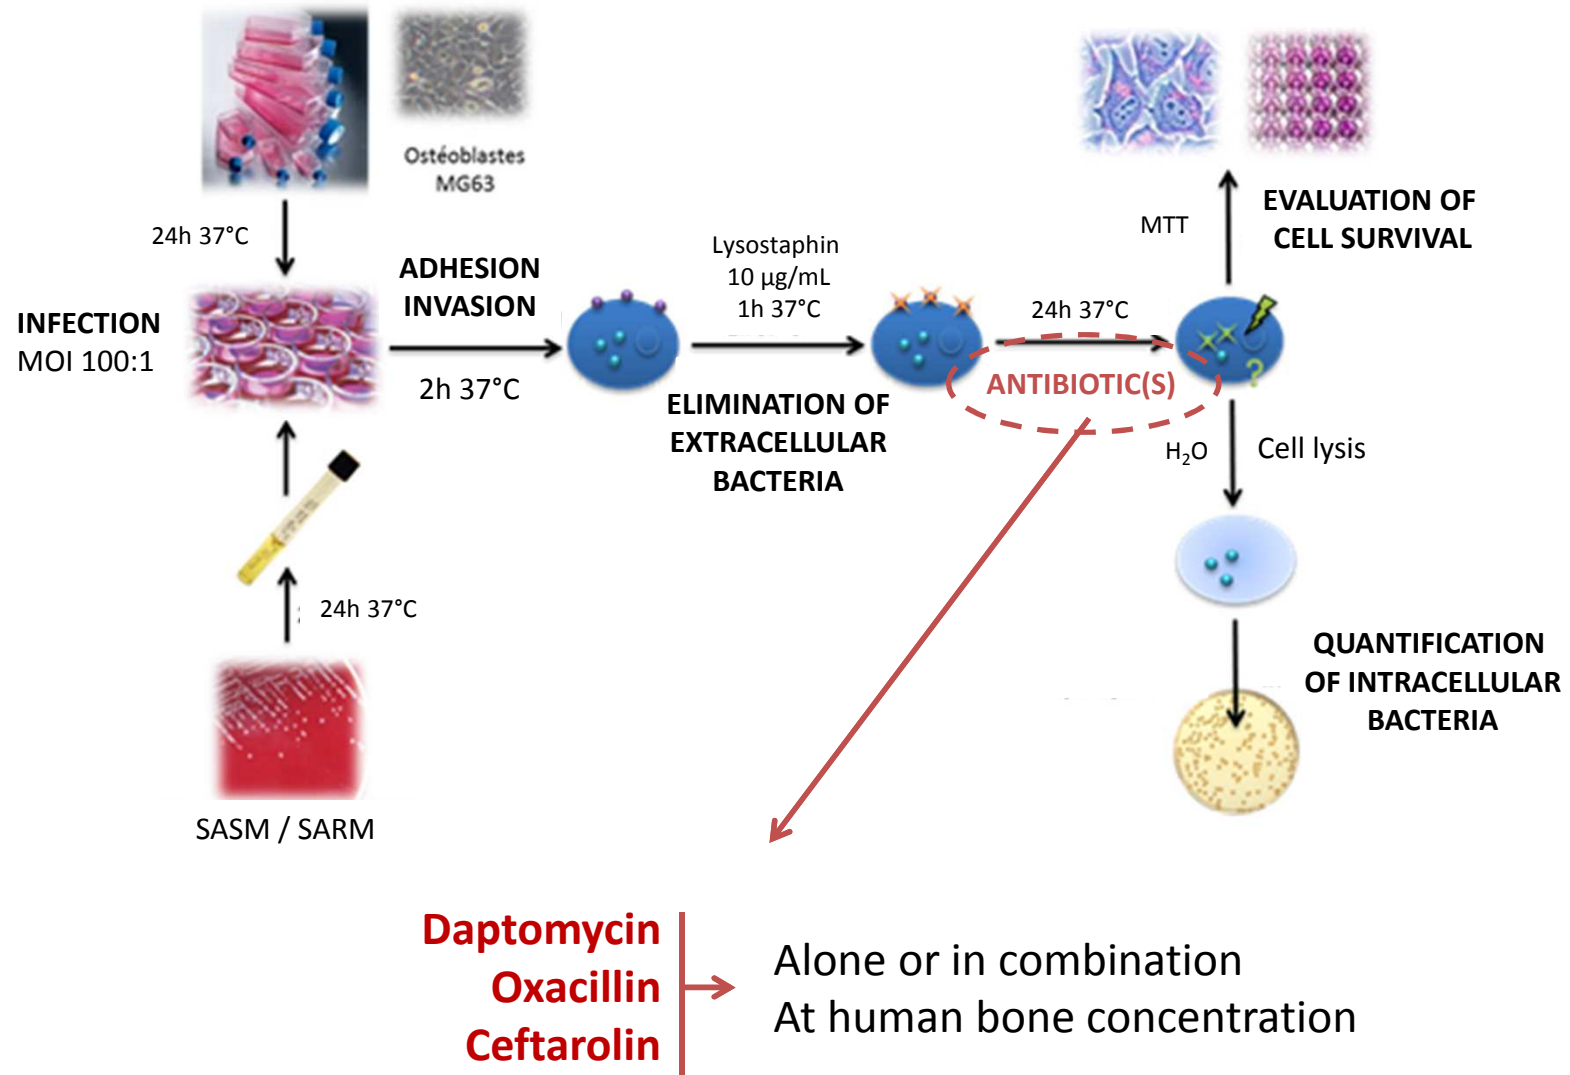 Ostéoblastes
MG63
24h 37°C
INFECTION
MOI 100:1
ADHESION
INVASION
2h 37°C
Lysostaphin
10 µg/mL
1h 37°C
ELIMINATION OF
EXTRACELLULAR
BACTERIA
24h 37°C
ANTIBIOTIC(S)
MTT
EVALUATION OF
CELL SURVIVAL
?
H₂O
Cell lysis
QUANTIFICATION
OF INTRACELLULAR
BACTERIA
24h 37°C
SASM / SARM
Daptomycin
Oxacillin
Ceftarolin
Alone or in combination
At human bone concentration